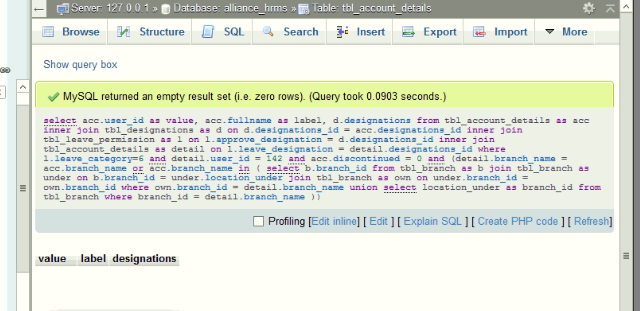 Server: 127.0.0.1 » Database: alliance_hrms » Table: tbl_account_details
Browse Structure SQL Search Insert Export Import More
Show query box
MySQL returned an empty result set (i.e. zero rows). (Query took 0.0903 seconds.)
select acc.user_id as value, acc.fullname as label, d.designations from tbl_account_details as acc
inner join tbl_designations as d on d.designations_id = acc.designations_id inner join
tbl_leave_permission as l on l.approve_designation = d.designations_id inner join
tbl_account_details as detail on l.leave_designation = detail.designations_id where
l.leave_category=6 and detail.user_id = 142 and acc.discontinued = 0 and (detail.branch_name =
acc.branch_name or acc.branch_name in ( select b.branch_id from tbl_branch as b join tbl_branch as
under on b.branch_id = under.location_under join tbl_branch as own on under.branch_id =
own.branch_id where own.branch_id = detail.branch_name union select location_under as branch_id from
tbl_branch where branch_id = detail.branch_name ))
Profiling [Edit inline] [ Edit ] [ Explain SQL ] [ Create PHP code ] [ Refresh]
value label designations